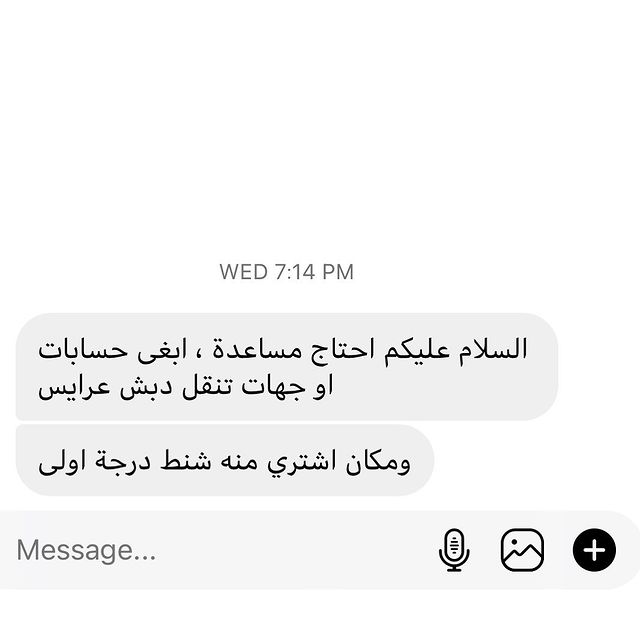 WED 7:14 PM
السلام عليكم احتاج مساعدة ، ابغى حسابات
او جهات تنقل دبش عرايس
ومكان اشتري منه شنط درجة اولى
Message...